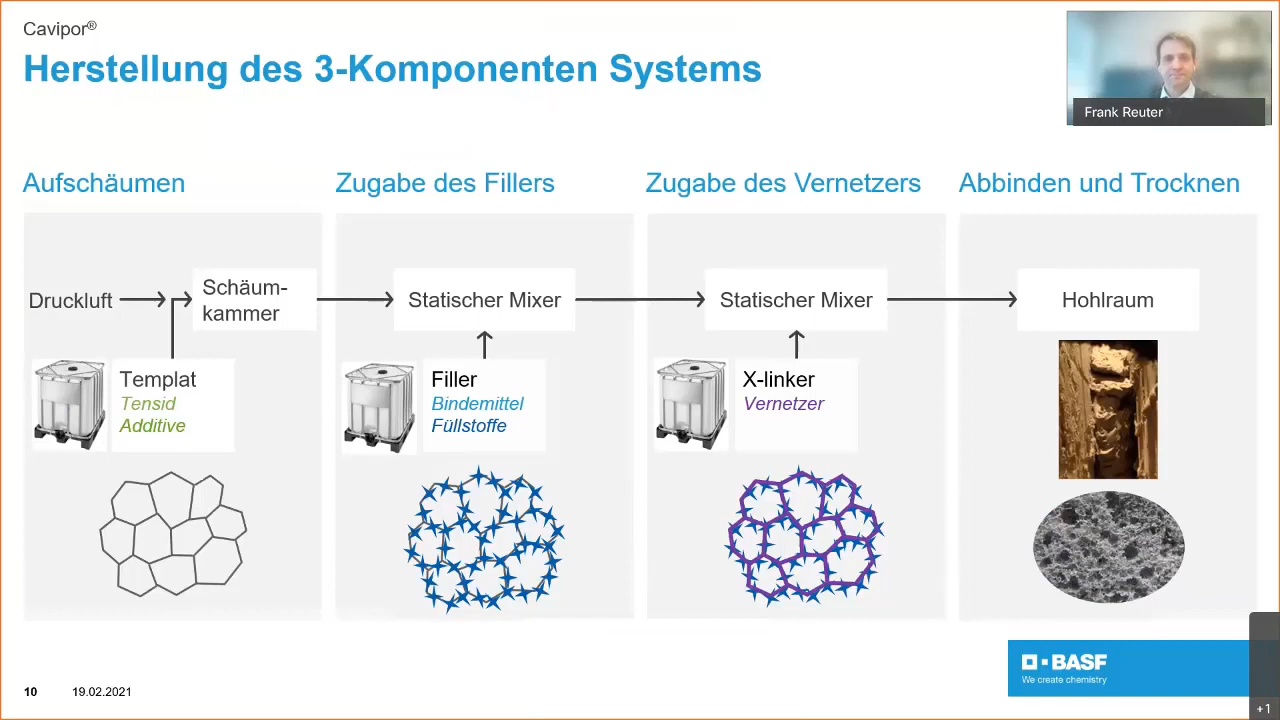 Cavipor®
Herstellung des 3-Komponenten Systems
Frank Reuter
Aufschäumen
Zugabe des Fillers
Zugabe des Vernetzers
Abbinden und Trocknen
Druckluft
Schäum-
kammer
Statischer Mixer
Statischer Mixer
Hohlraum
Templat
Tensid
Additive
Filler
Bindemittel
Füllstoffe
X-linker
Vernetzer
10
19.02.2021
BASF
We create chemistry
+1